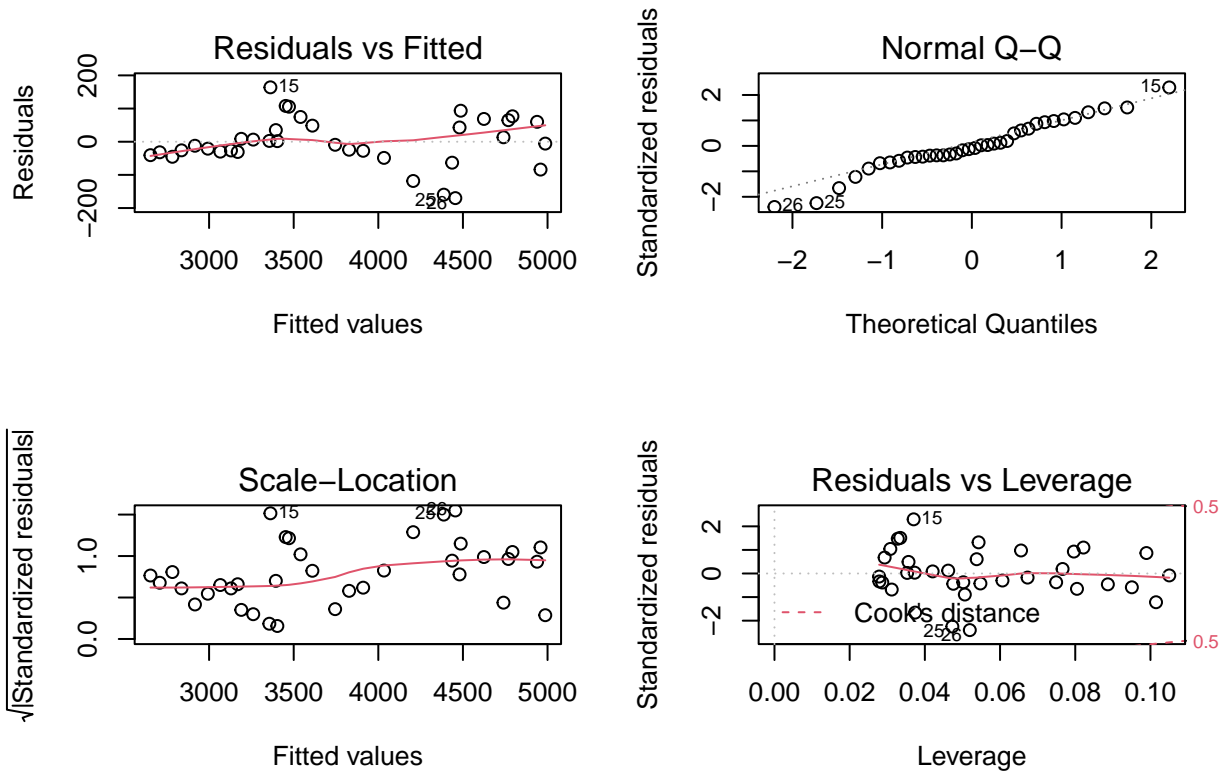 Residuals vs Fitted
Residuals
200
0
−200
15
25
26
3000 3500 4000 4500 5000
Fitted values
Normal Q−Q
Standardized residuals
2
0
−2
15
25
26
−2 −1 0 1 2
Theoretical Quantiles
Scale−Location
√|Standardized residuals|
1.0
0.0
15
25
26
3000 3500 4000 4500 5000
Fitted values
Residuals vs Leverage
Standardized residuals
2
0
−2
15
25
26
Cook's distance
0.5
0.5
0.00 0.02 0.04 0.06 0.08 0.10
Leverage